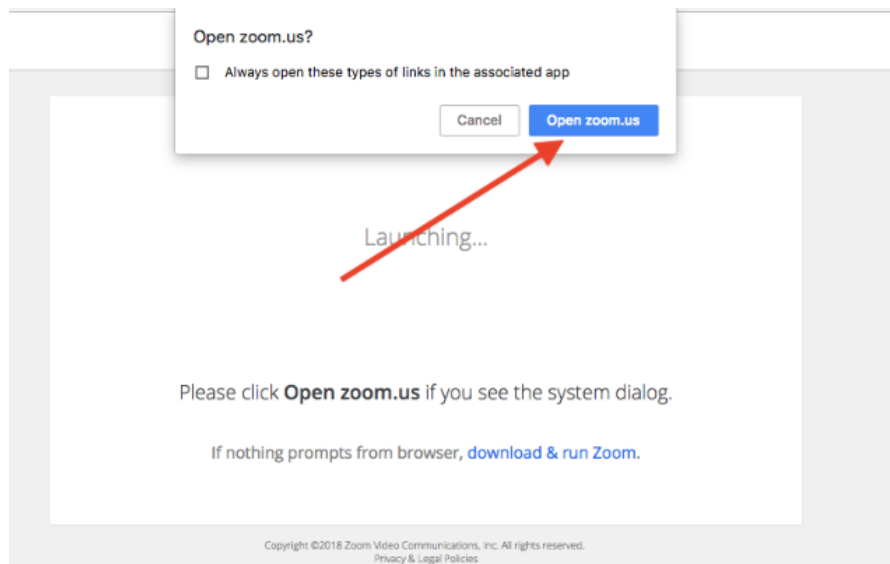 Open zoom.us?
Always open these types of links in the associated app
Cancel
Open zoom.us
Launching...
Please click Open zoom.us if you see the system dialog.
If nothing prompts from browser, download & run Zoom.
Copyright ©2018 Zoom Video Communications, Inc. All rights reserved.
Privacy & Legal Policies